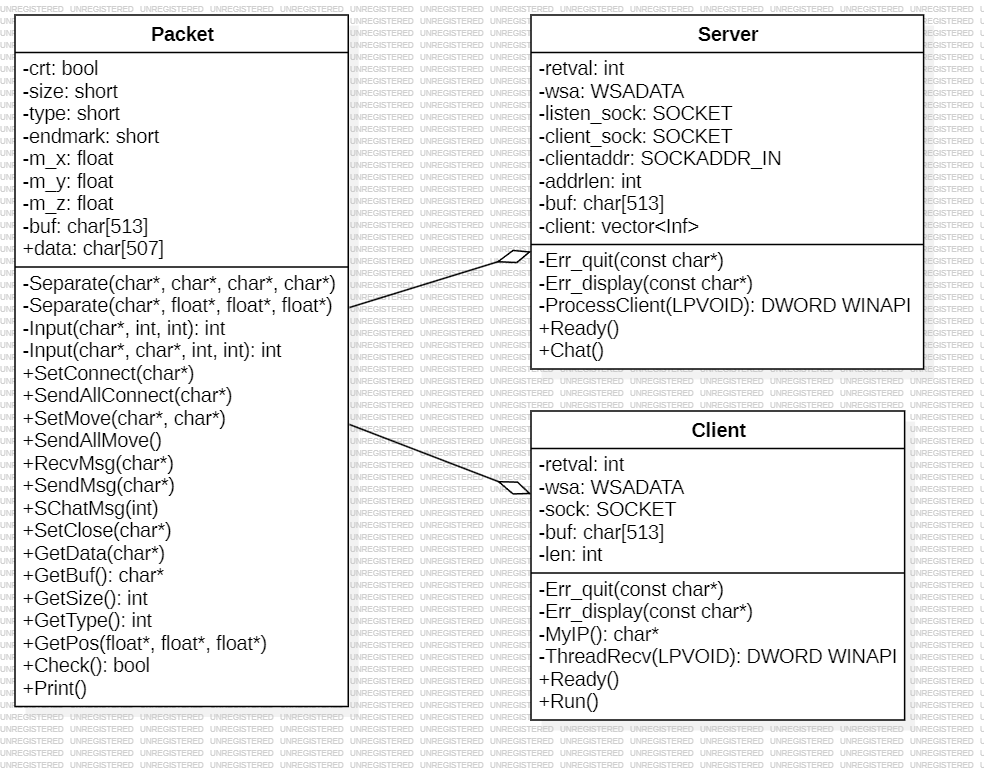 Packet
-crt: bool
-size: short
-type: short
-endmark: short
-m_x: float
-m_y: float
-m_z: float
-buf: char[513]
+data: char[507]
-Separate(char*, char*, char*, char*)
-Separate(char*, float*, float*, float*)
-Input(char*, int, int): int
-Input(char*, char*, int, int): int
+SetConnect(char*)
+SendAllConnect(char*)
+SetMove(char*, char*)
+SendAllMove()
+RecvMsg(char*)
+SendMsg(char*)
+SChatMsg(int)
+SetClose(char*)
+GetData(char*)
+GetBuf(): char*
+GetSize(): int
+GetType(): int
+GetPos(float*, float*, float*)
+Check(): bool
+Print()
Server
-retval: int
-wsa: WSADATA
-listen_sock: SOCKET
-client_sock: SOCKET
-clientaddr: SOCKADDR_IN
-addrlen: int
-buf: char[513]
-client: vector<Inf>
-Err_quit(const char*)
-Err_display(const char*)
-ProcessClient(LPVOID): DWORD WINAPI
+Ready()
+Chat()
Client
-retval: int
-wsa: WSADATA
-sock: SOCKET
-buf: char[513]
-len: int
-Err_quit(const char*)
-Err_display(const char*)
-MyIP(): char*
-ThreadRecv(LPVOID): DWORD WINAPI
+Ready()
+Run()
UNREGISTERED